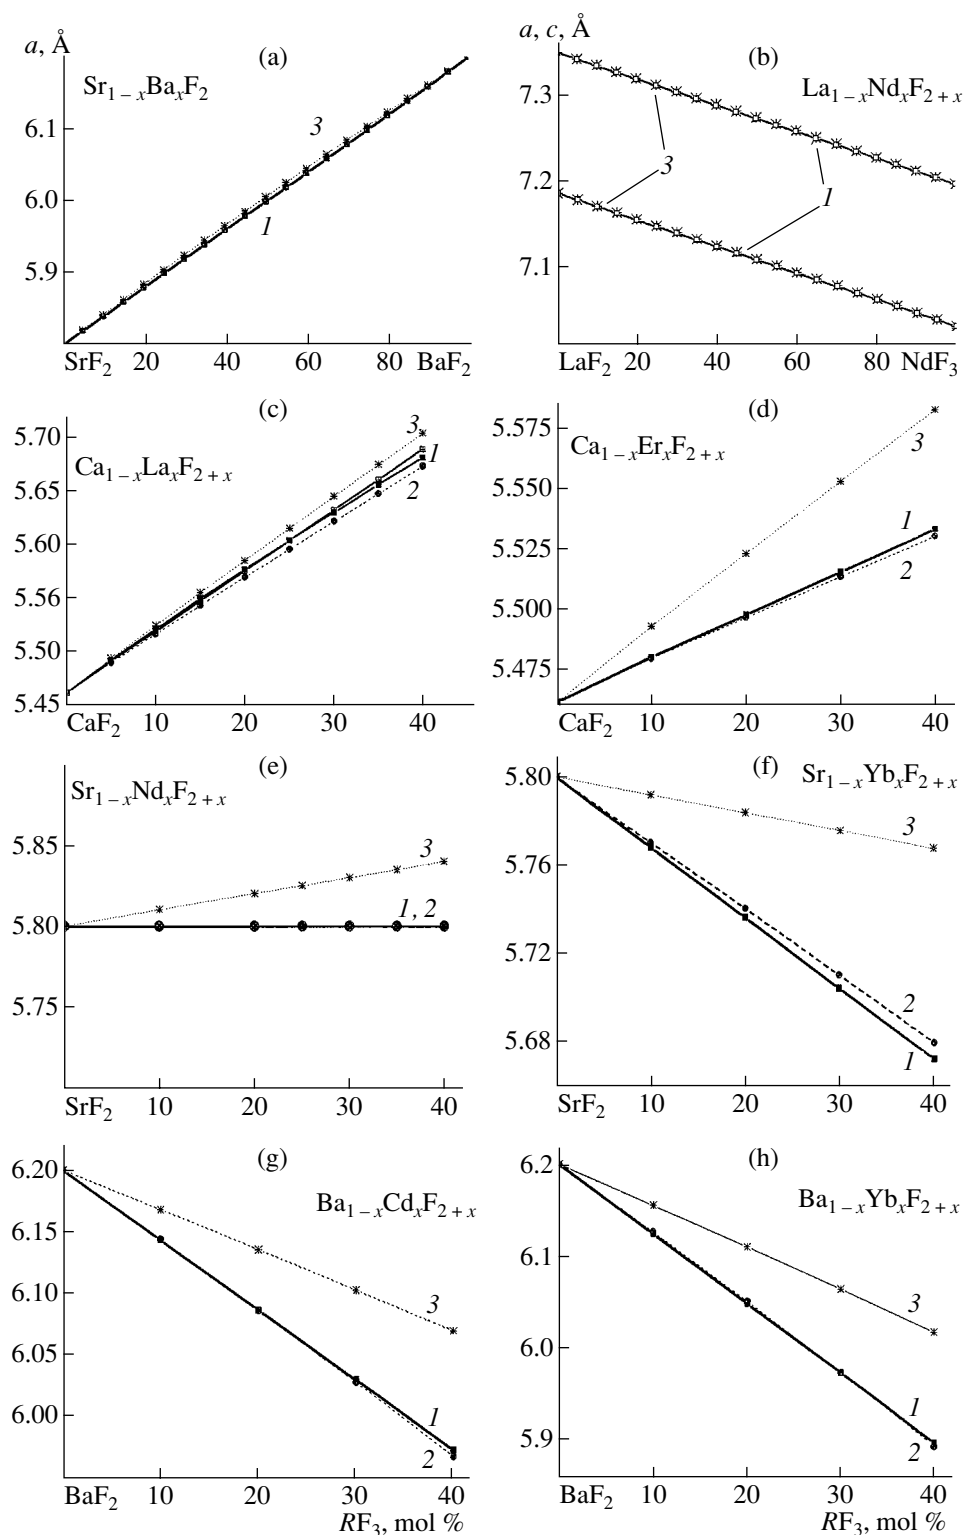 a, Å
(a)
Sr1 – xBaxF2
6.1
6.0
5.9
3
1
SrF2 20 40 60 80 BaF2
a, c, Å
(b)
La1 – xNdxF2 + x
7.3
7.2
7.1
3
1
LaF2 20 40 60 80 NdF3
(c)
Ca1 – xLaxF2 + x
5.70
5.65
5.60
5.56
5.50
5.45
3
1
2
CaF2 10 20 30 40
(d)
Ca1 – xErxF2 + x
5.575
5.550
5.525
5.500
5.475
3
1
2
CaF2 10 20 30 40
(e)
Sr1 – xNdxF2 + x
5.85
5.80
5.75
3
1, 2
SrF2 10 20 30 40
(f)
Sr1 – xYbxF2 + x
5.80
5.76
5.72
5.68
3
2
1
SrF2 10 20 30 40
(g)
Ba1 – xCdxF2 + x
6.20
6.15
6.10
6.05
6.00
3
1
2
BaF2 10 20 30 40
RF3, mol %
(h)
Ba1 – xYbxF2 + x
6.2
6.1
6.0
5.9
3
1
2
BaF2 10 20 30 40
RF3, mol %